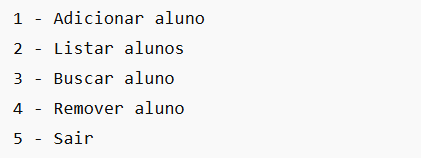 1 - Adicionar aluno
2 - Listar alunos
3 - Buscar aluno
4 - Remover aluno
5 - Sair